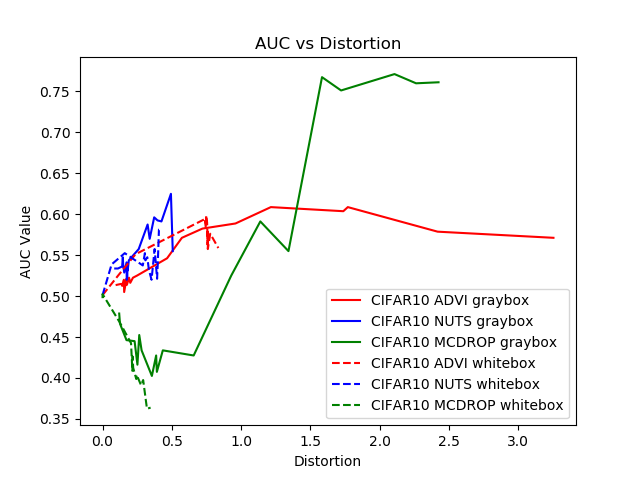 AUC vs Distortion
AUC Value
0.75
0.70
0.65
0.60
0.55
0.50
0.45
0.40
0.35
CIFAR10 ADVI graybox
CIFAR10 NUTS graybox
CIFAR10 MCDROP graybox
CIFAR10 ADVI whitebox
CIFAR10 NUTS whitebox
CIFAR10 MCDROP whitebox
0.0 0.5 1.0 1.5 2.0 2.5 3.0
Distortion